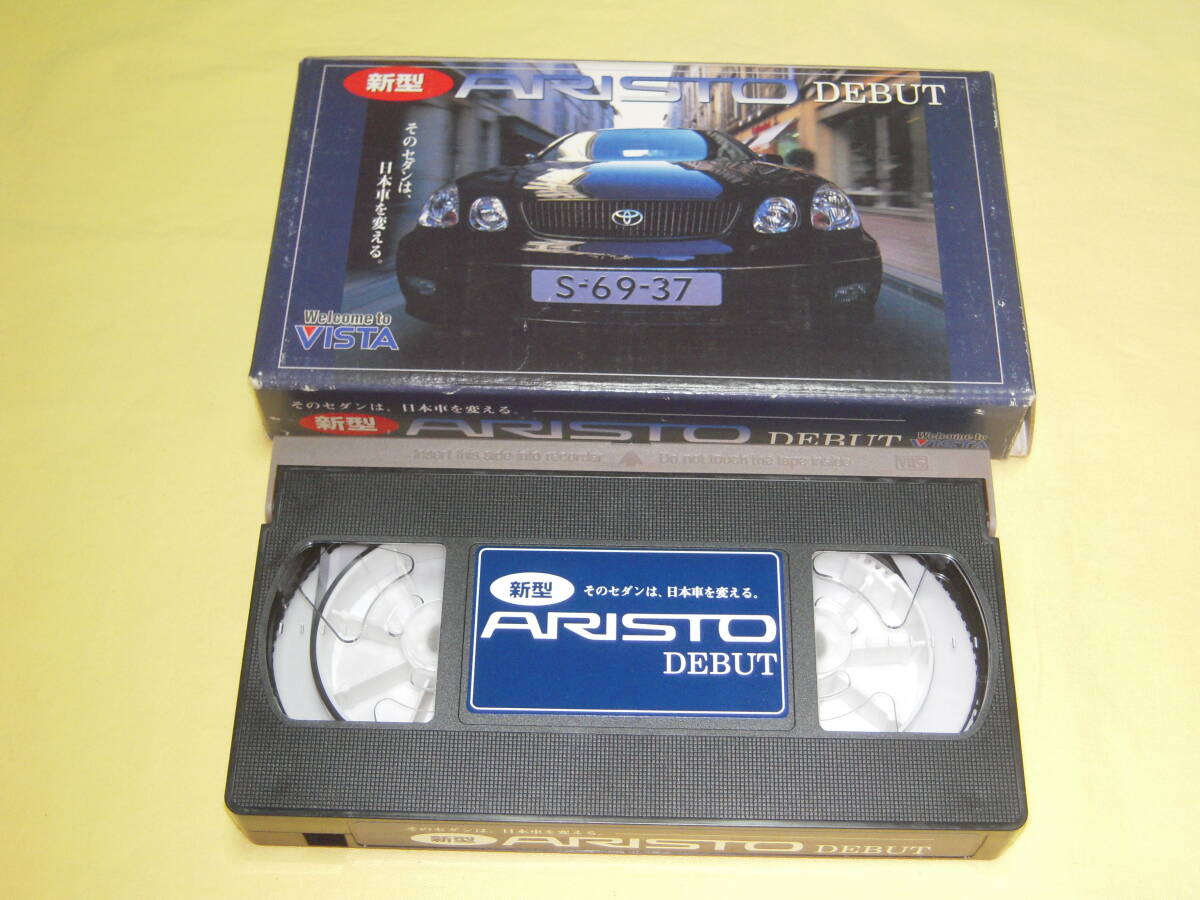 新型 ARISTO DEBUT
そのセダンは、
日本車を変える。
S-69-37
Welcome to
VISTA
そのセダンは、日本車を変える。
新型 ARISTO DEBUT
Welcome to
VISTA
Insert this side into recorder Do not touch the tape inside VHS
新型 そのセダンは、日本車を変える。
ARISTO
DEBUT
そのセダンは、日本車を変える
新型 ARISTO DEBUT